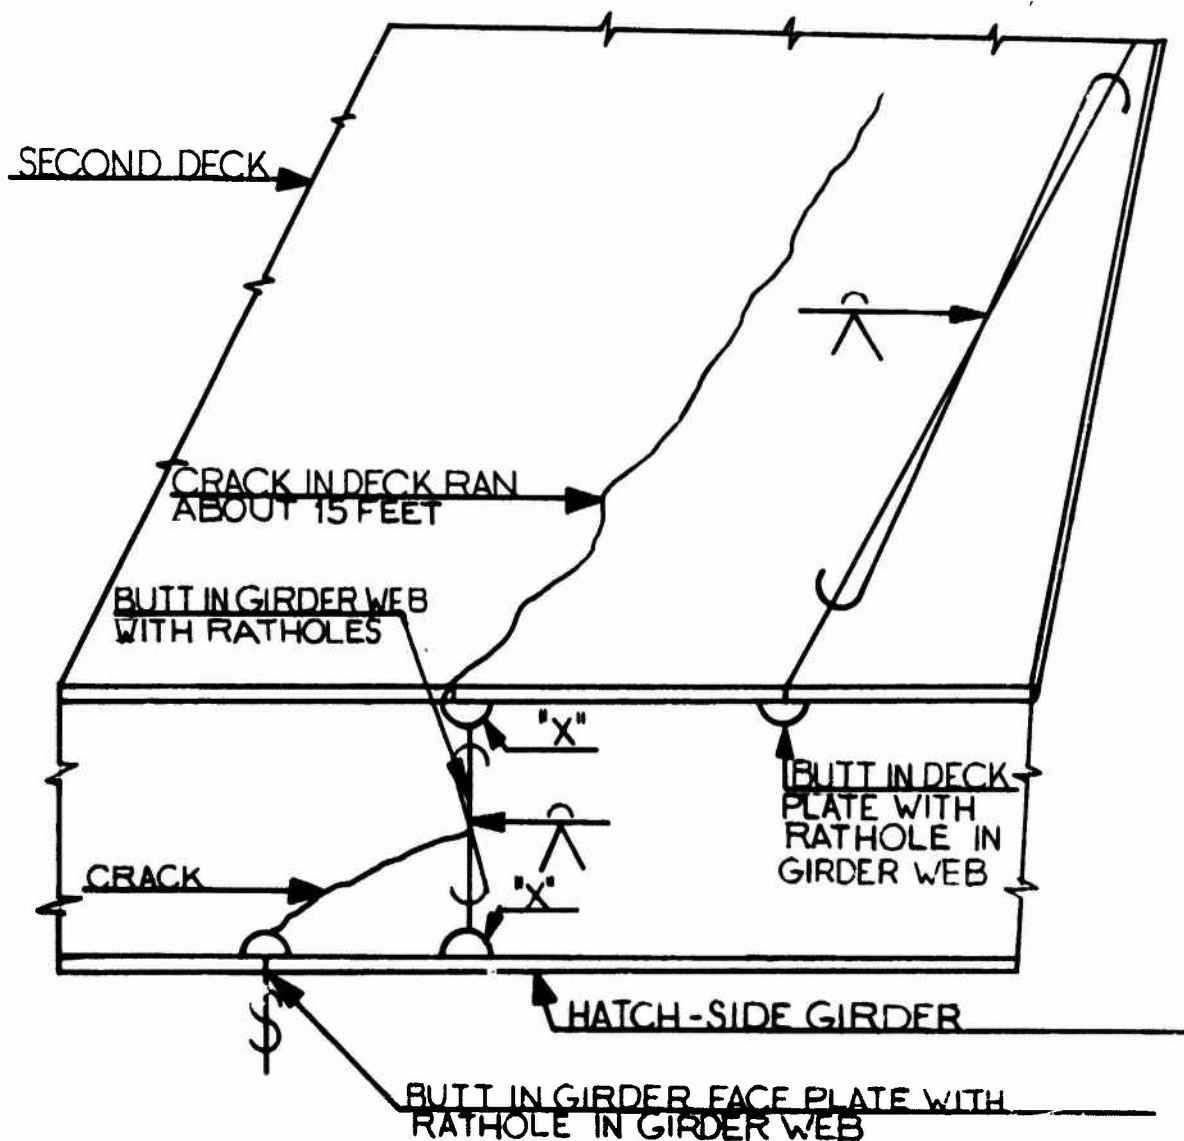 SECOND DECK
CRACK IN DECK RAN
ABOUT 15 FEET
BUTT IN GIRDER WEB
WITH RATHOLES
"X"
BUTT IN DECK
PLATE WITH
RATHOLE IN
GIRDER WEB
CRACK
"X"
HATCH-SIDE GIRDER
BUTT IN GIRDER FACE PLATE WITH
RATHOLE IN GIRDER WEB